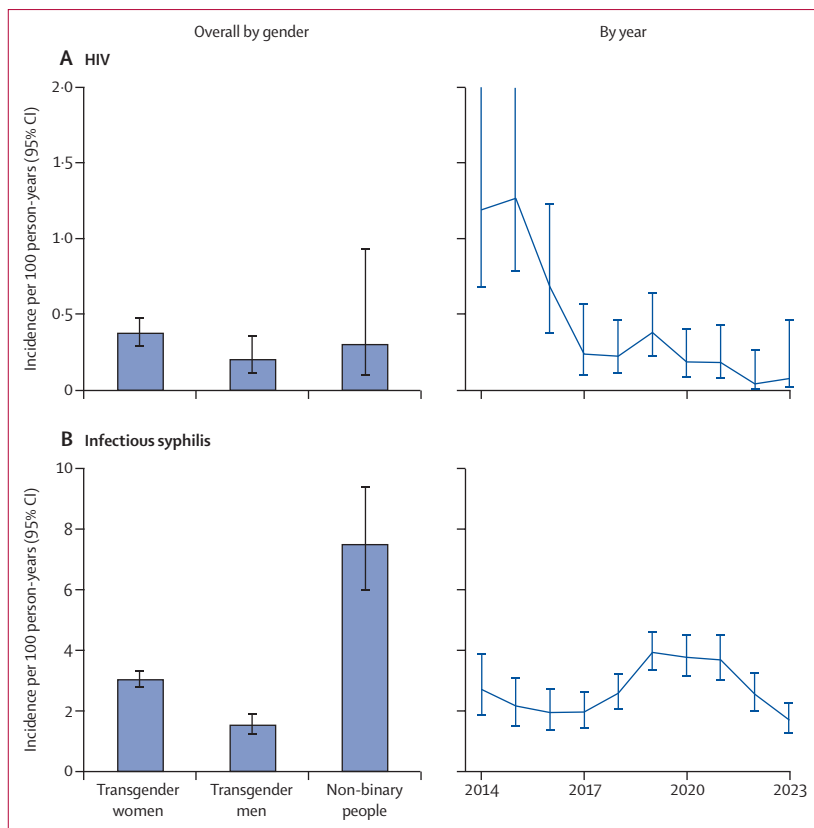 Overall by gender
By year
A HIV
Incidence per 100 person-years (95% CI)
2·0
1·5
1·0
0·5
0
B Infectious syphilis
Incidence per 100 person-years (95% CI)
10
8
6
4
2
0
Transgender
women
Transgender
men
Non-binary
people
2014
2017
2020
2023